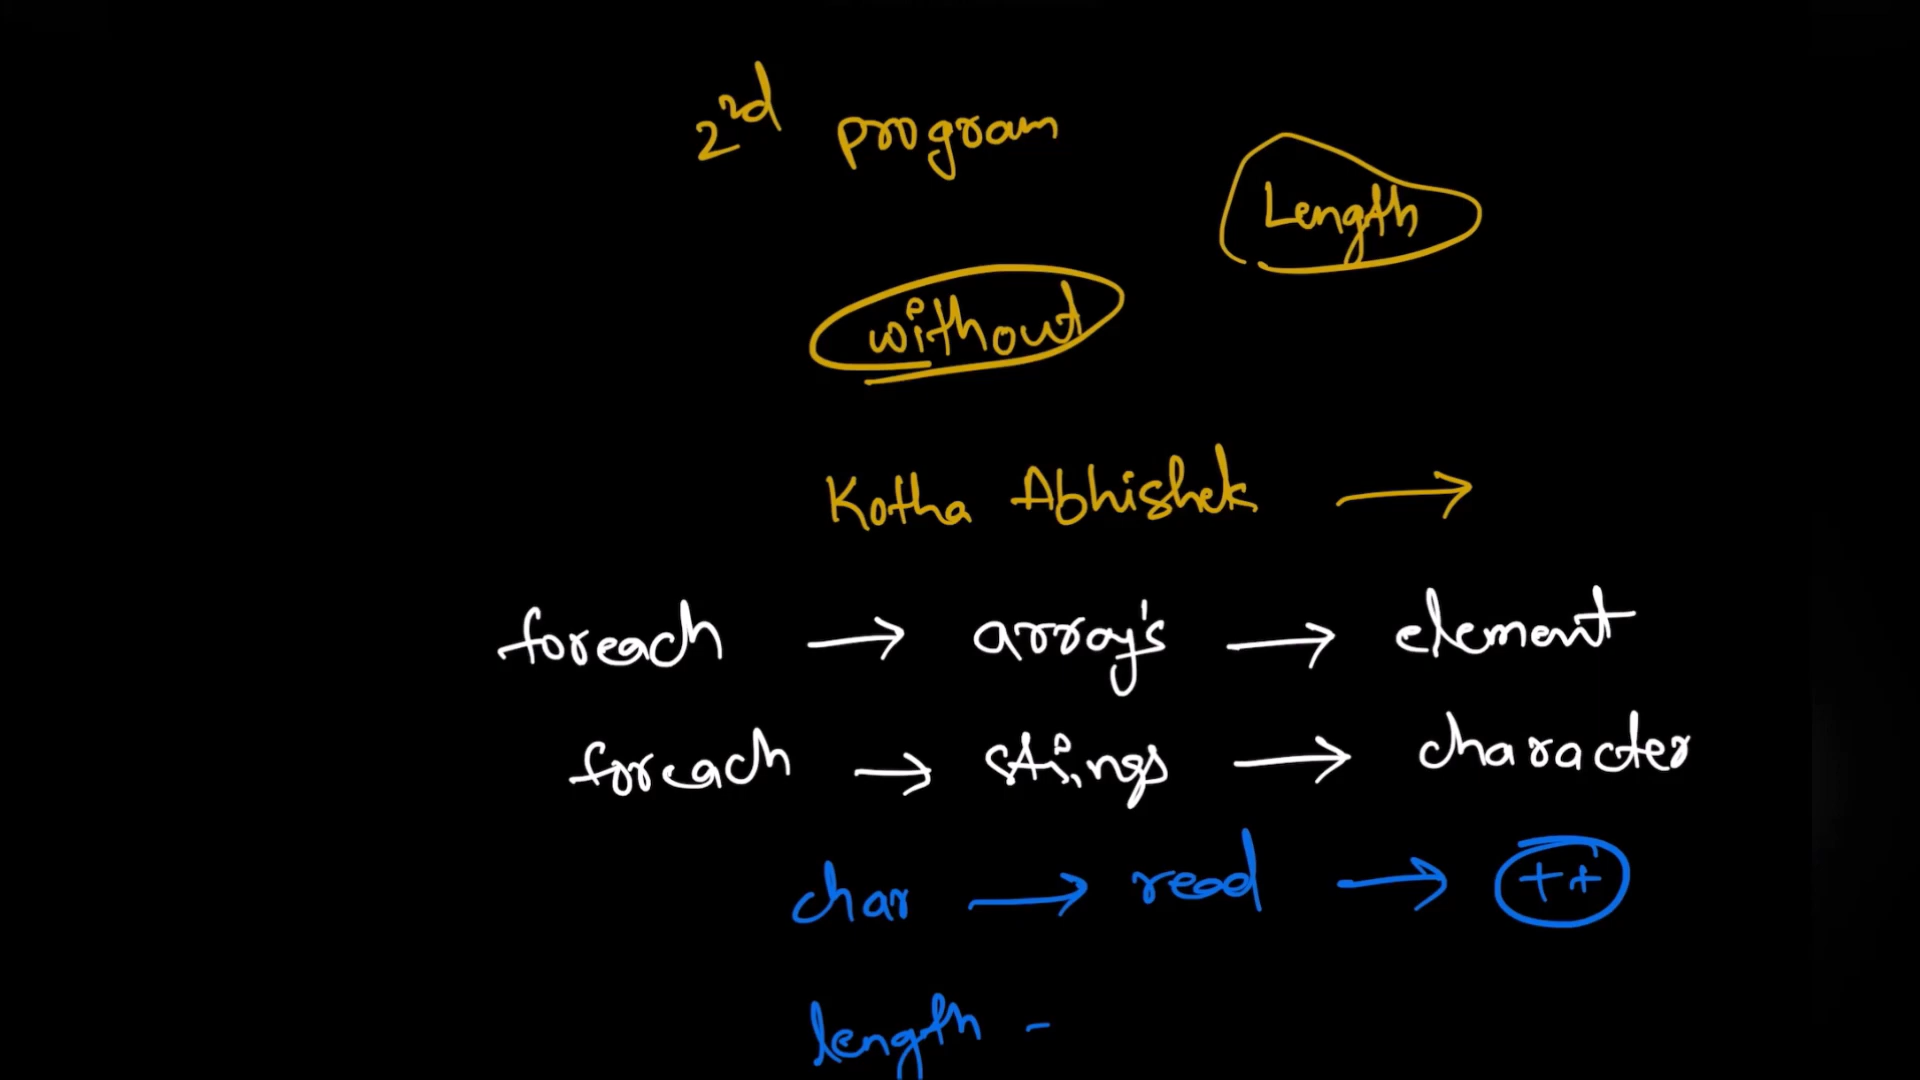 2nd program
Length
without
Kotha Abhishek →
foreach → array's → element
foreach → strings → character
char → read → ++
length -